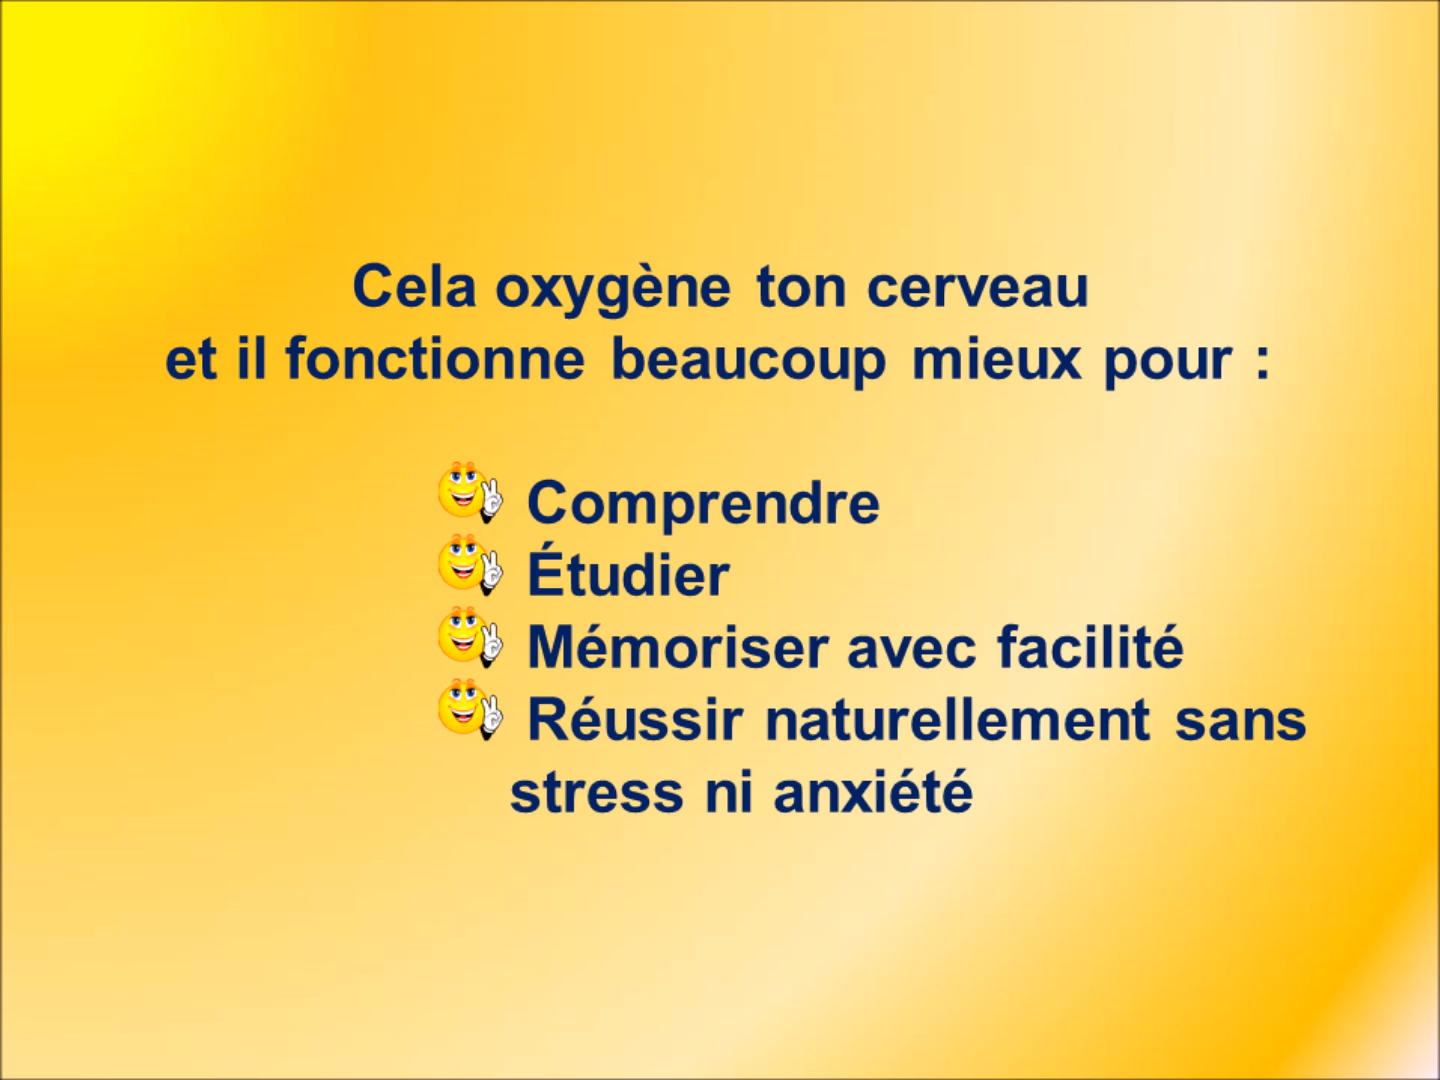 Cela oxygène ton cerveau
et il fonctionne beaucoup mieux pour :
Comprendre
Étudier
Mémoriser avec facilité
Réussir naturellement sans
stress ni anxiété